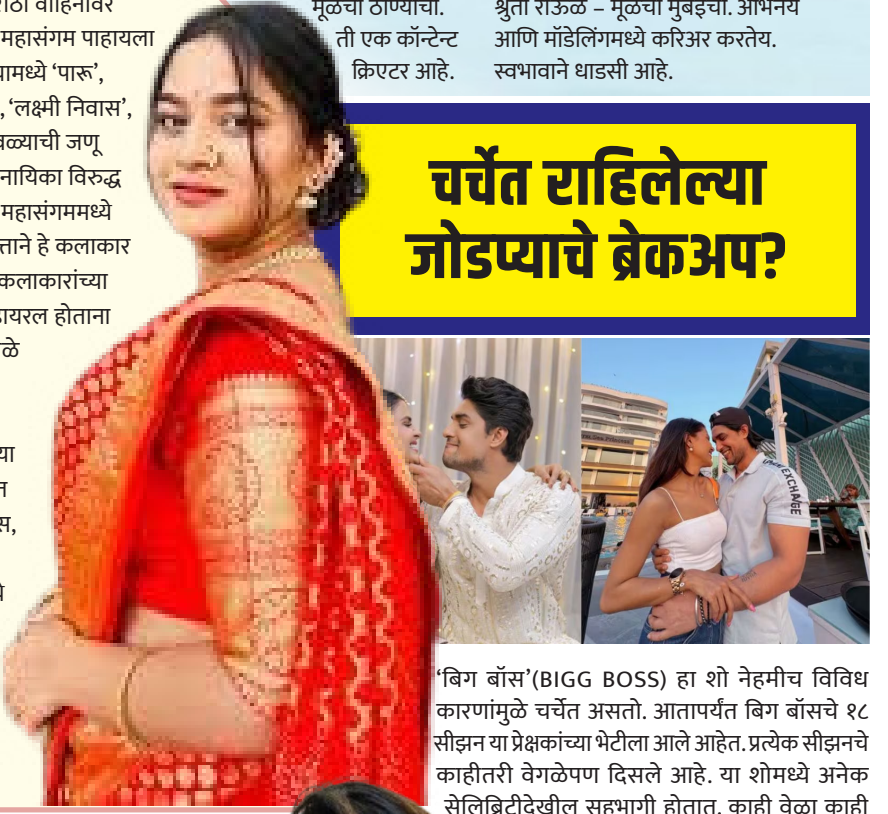 महासंगम पाहायला
‘पारू’,
‘लक्ष्मी निवास’,
जणू
नायिका विरुद्ध
महासंगममध्ये
हे कलाकार
कलाकारांच्या
होताना
मूळची ठाण्याची.
ती एक कॉन्टेन्ट
क्रिएटर आहे.
श्रुती राऊळ – मूळची मुंबईची. अभिनय
आणि मॉडेलिंगमध्ये करिअर करतेय.
स्वभावाने धाडसी आहे.
चर्चेत राहिलेल्या
जोडप्याचे ब्रेकअप?
EXCHANGE
‘बिग बॉस’(BIGG BOSS) हा शो नेहमीच विविध
कारणांमुळे चर्चेत असतो. आतापर्यंत बिग बॉसचे १८
सीझन या प्रेक्षकांच्या भेटीला आले आहेत. प्रत्येक सीझनचे
काहीतरी वेगळेपण दिसले आहे. या शोमध्ये अनेक
सेलिब्रिटीदेखील सहभागी होतात. काही वेळा काही